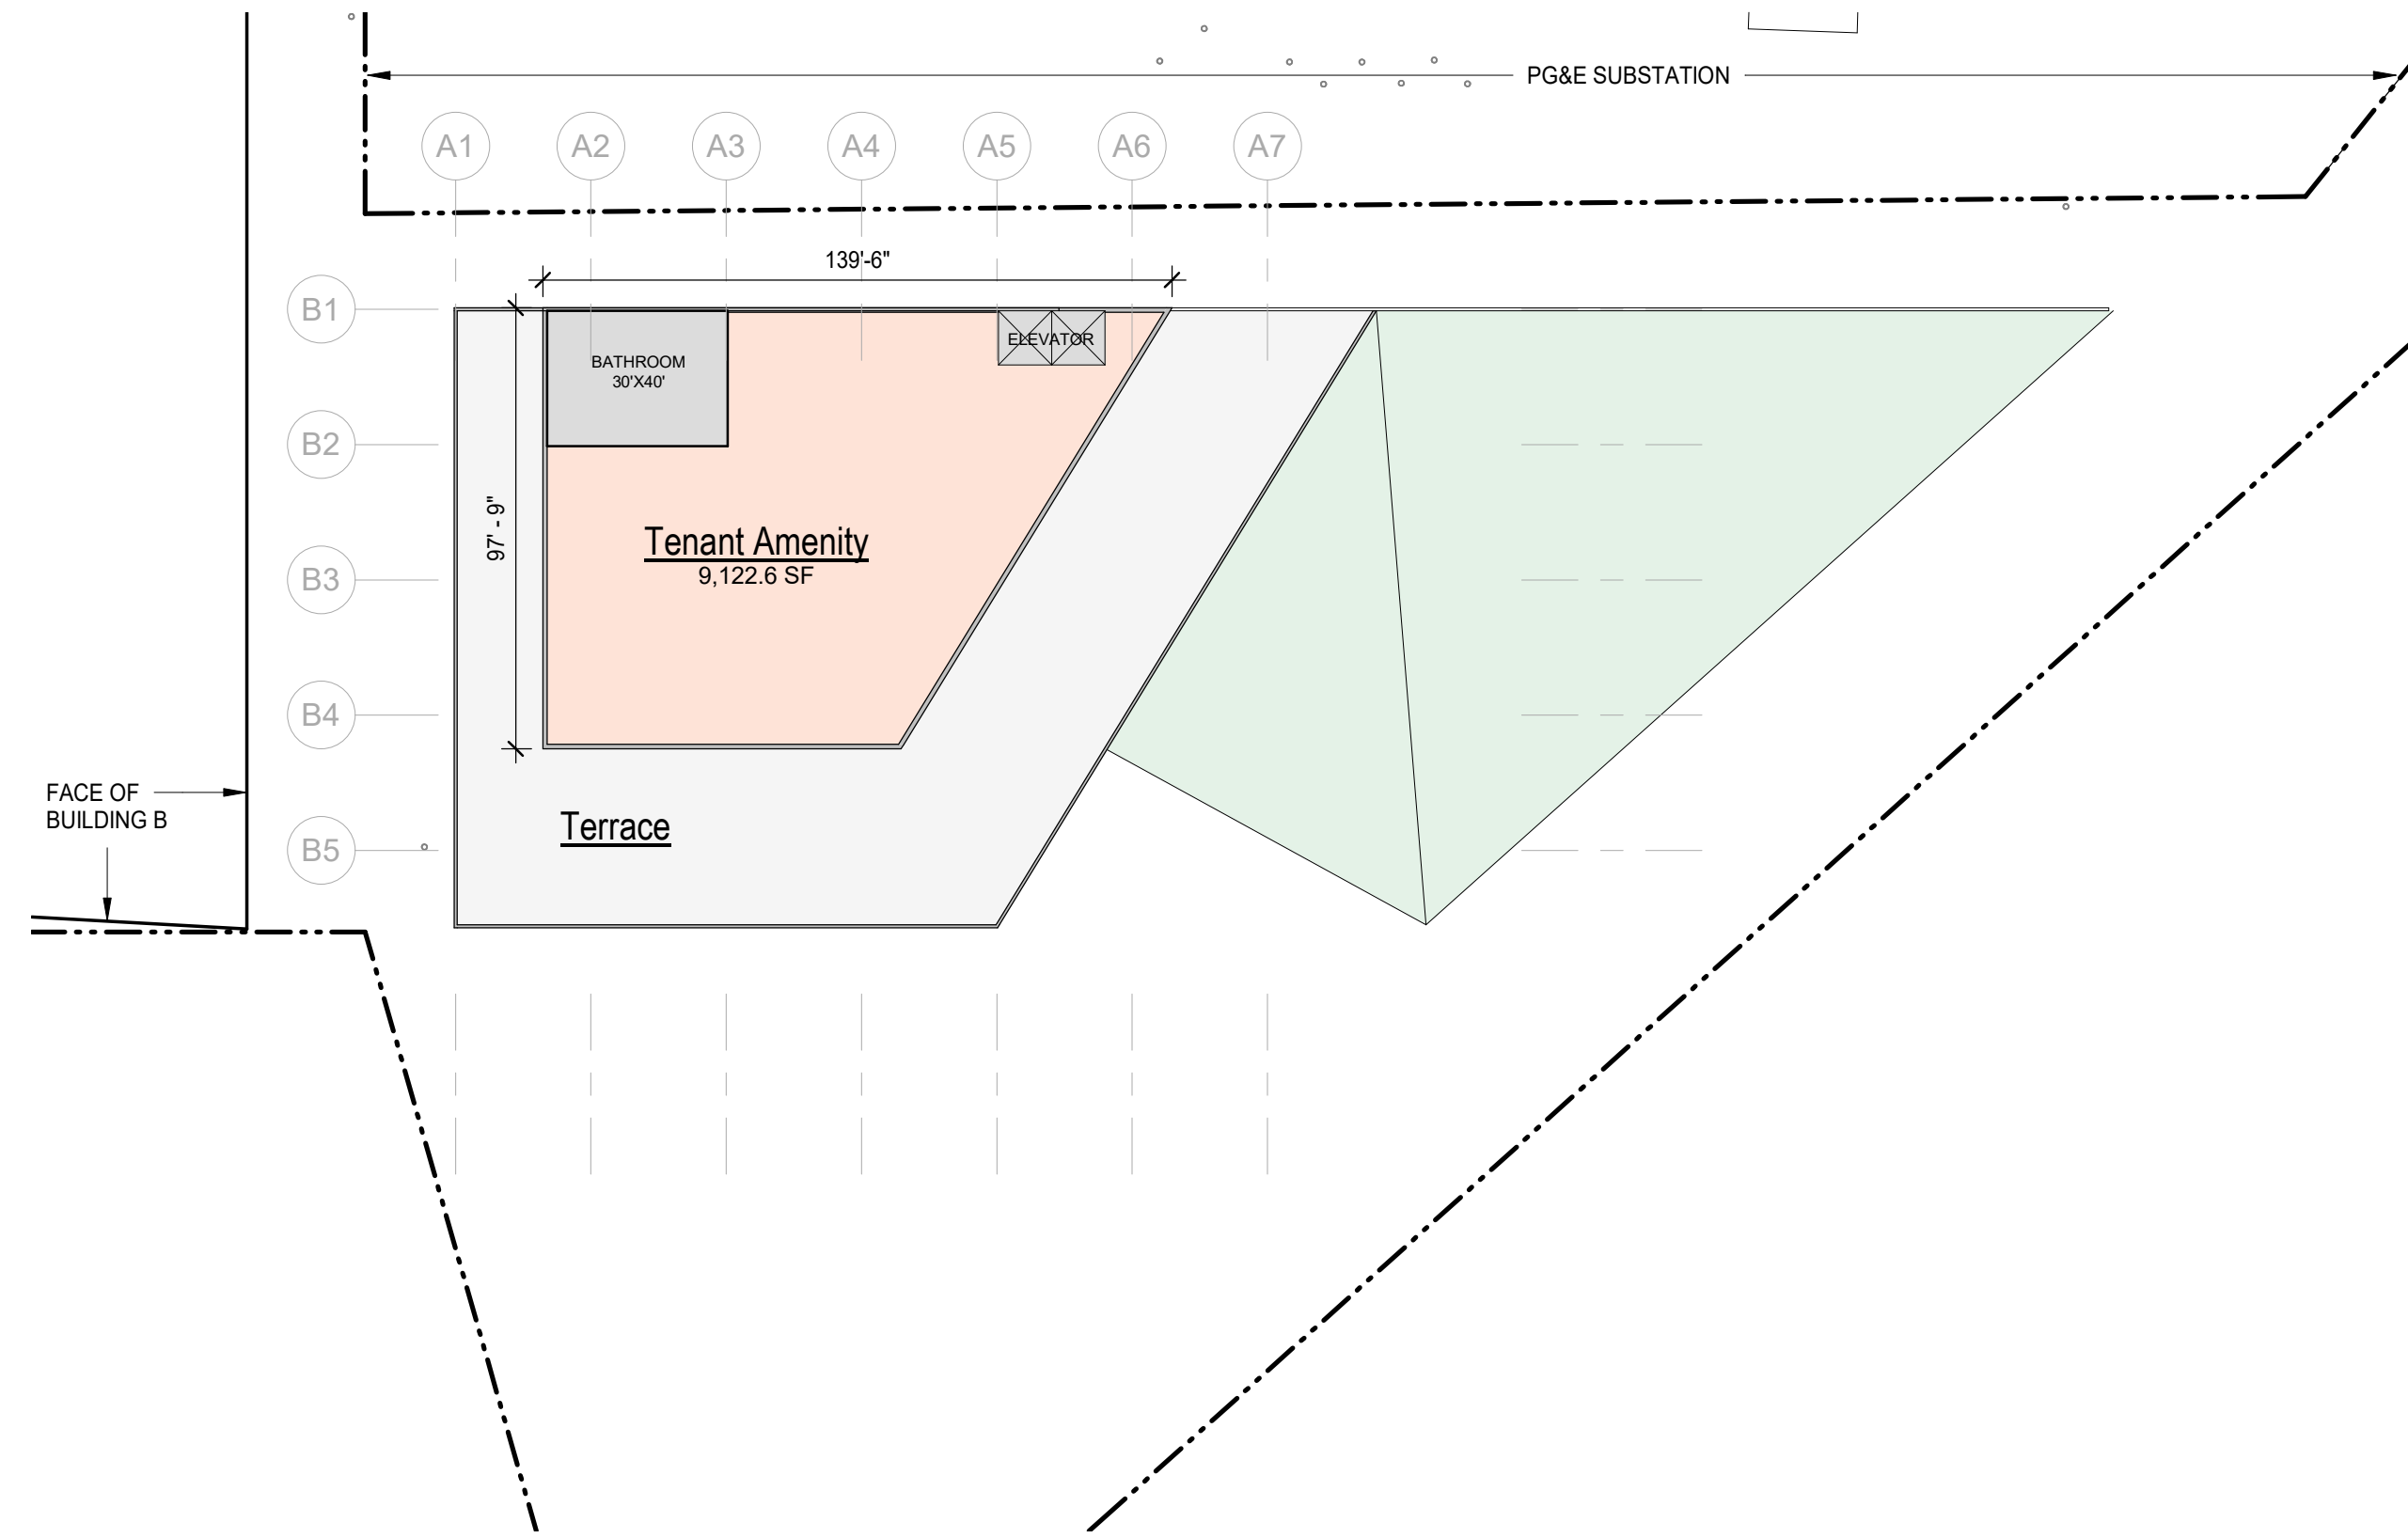 PG&E SUBSTATION
A1 A2 A3 A4 A5 A6 A7
139'-6"
B1
ELEVATOR
BATHROOM
30'X40'
B2
97' - 9"
Tenant Amenity
9,122.6 SF
B3
B4
FACE OF
BUILDING B
Terrace
B5